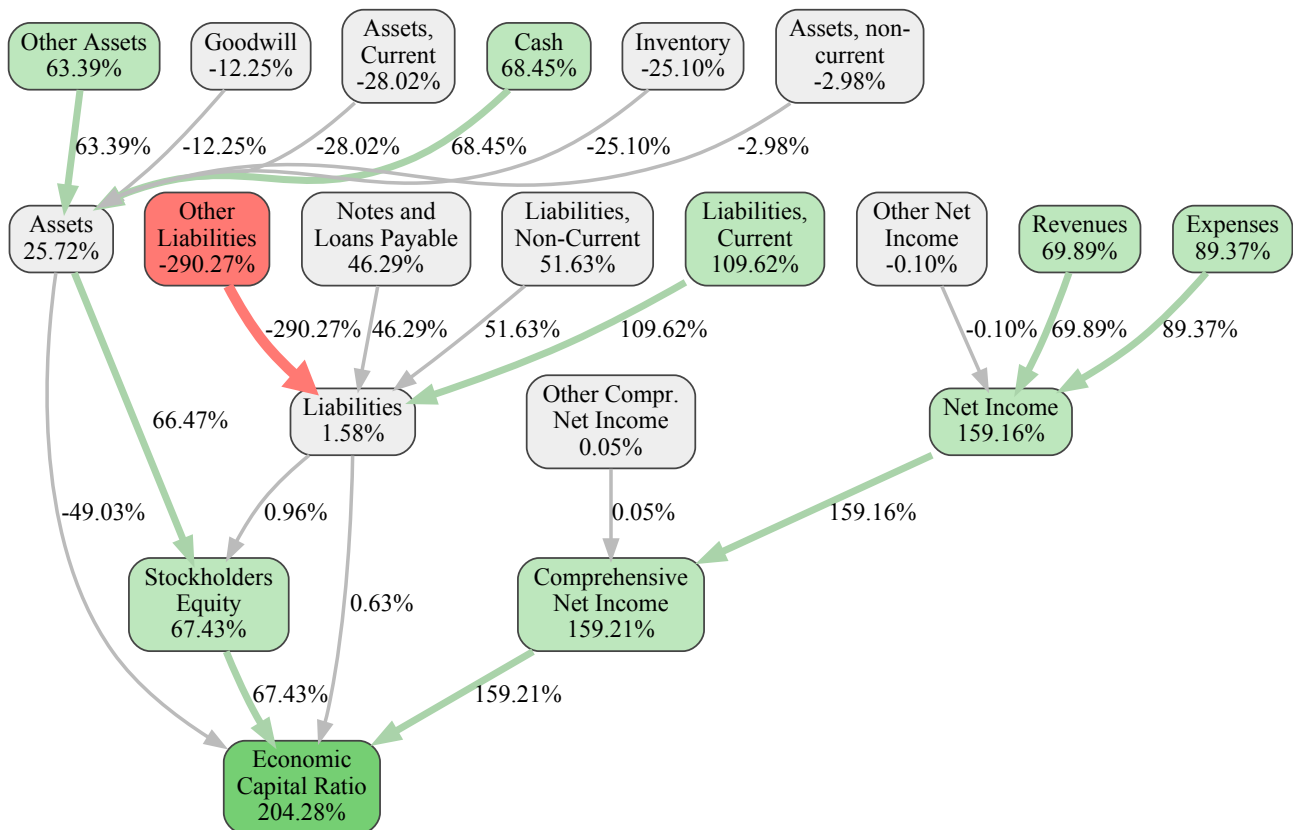 Other Assets
63.39%
Goodwill
-12.25%
Assets,
Current
-28.02%
Cash
68.45%
Inventory
-25.10%
Assets, non-
current
-2.98%
63.39%
-12.25%
-28.02%
68.45%
-25.10%
-2.98%
Assets
25.72%
Other
Liabilities
-290.27%
Notes and
Loans Payable
46.29%
Liabilities,
Non-Current
51.63%
Liabilities,
Current
109.62%
Other Net
Income
-0.10%
Revenues
69.89%
Expenses
89.37%
-290.27%
46.29%
51.63%
109.62%
-0.10%
69.89%
89.37%
66.47%
Liabilities
1.58%
Other Compr.
Net Income
0.05%
Net Income
159.16%
-49.03%
0.96%
0.05%
159.16%
Stockholders
Equity
67.43%
0.63%
Comprehensive
Net Income
159.21%
67.43%
159.21%
Economic
Capital Ratio
204.28%